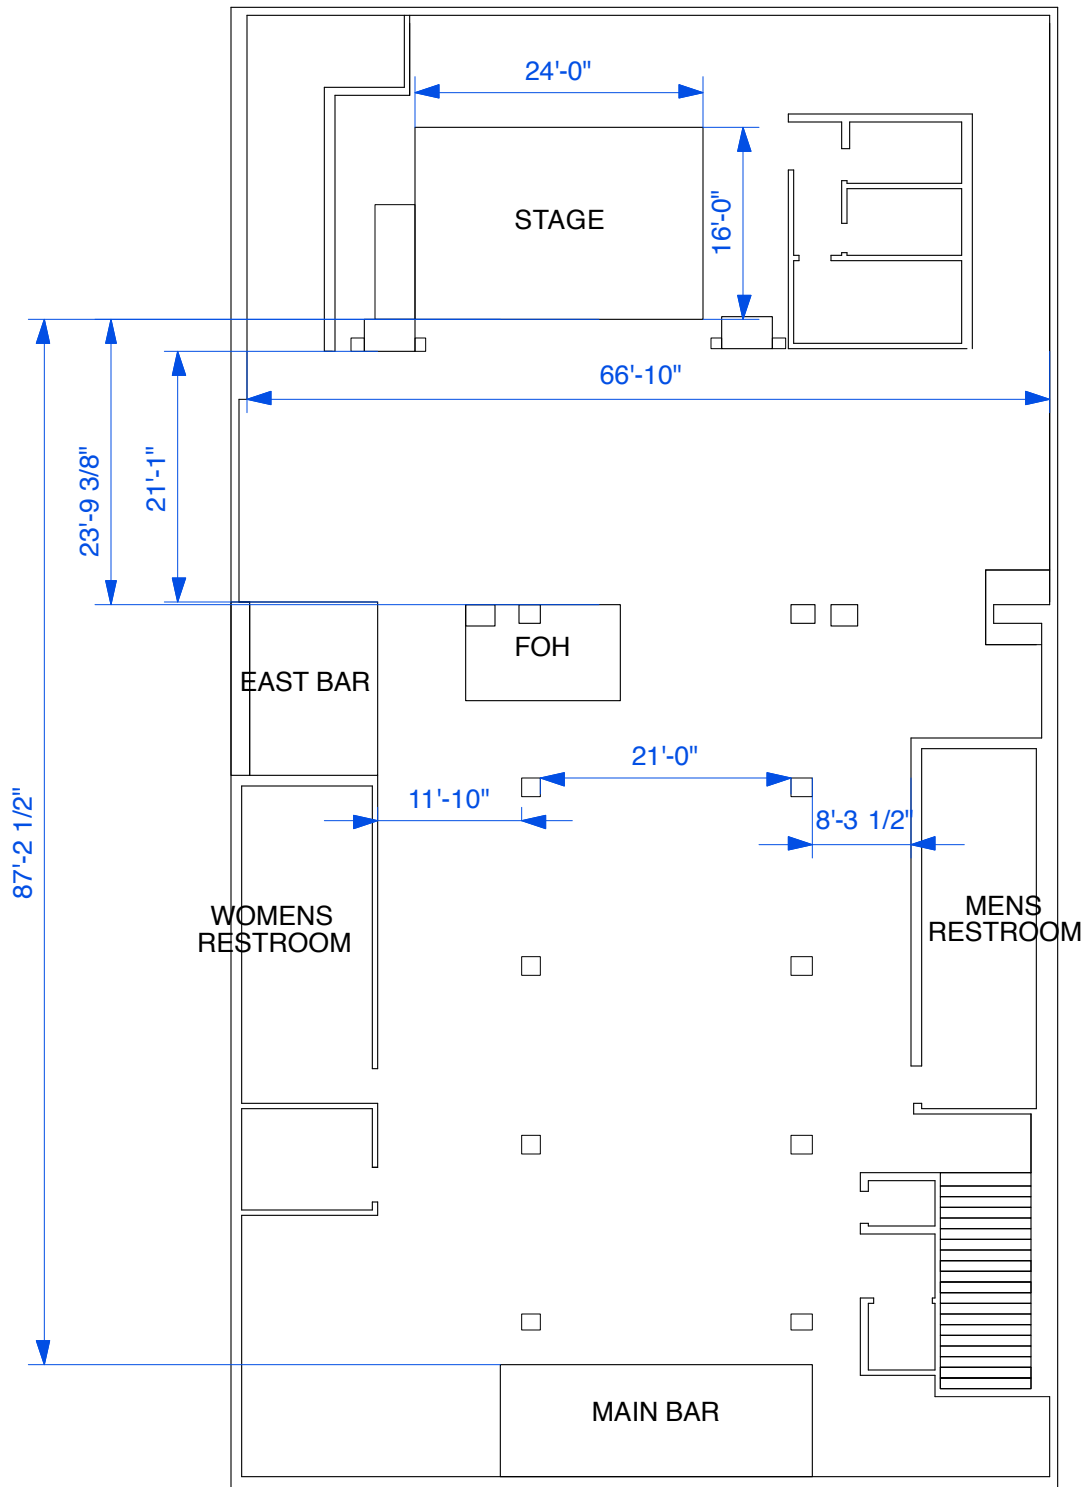 24'-0"
STAGE
16'-0"
66'-10"
23'-9 3/8"
21'-1"
FOH
EAST BAR
21'-0"
11'-10"
8'-3 1/2"
87'-2 1/2"
WOMENS
RESTROOM
MENS
RESTROOM
MAIN BAR